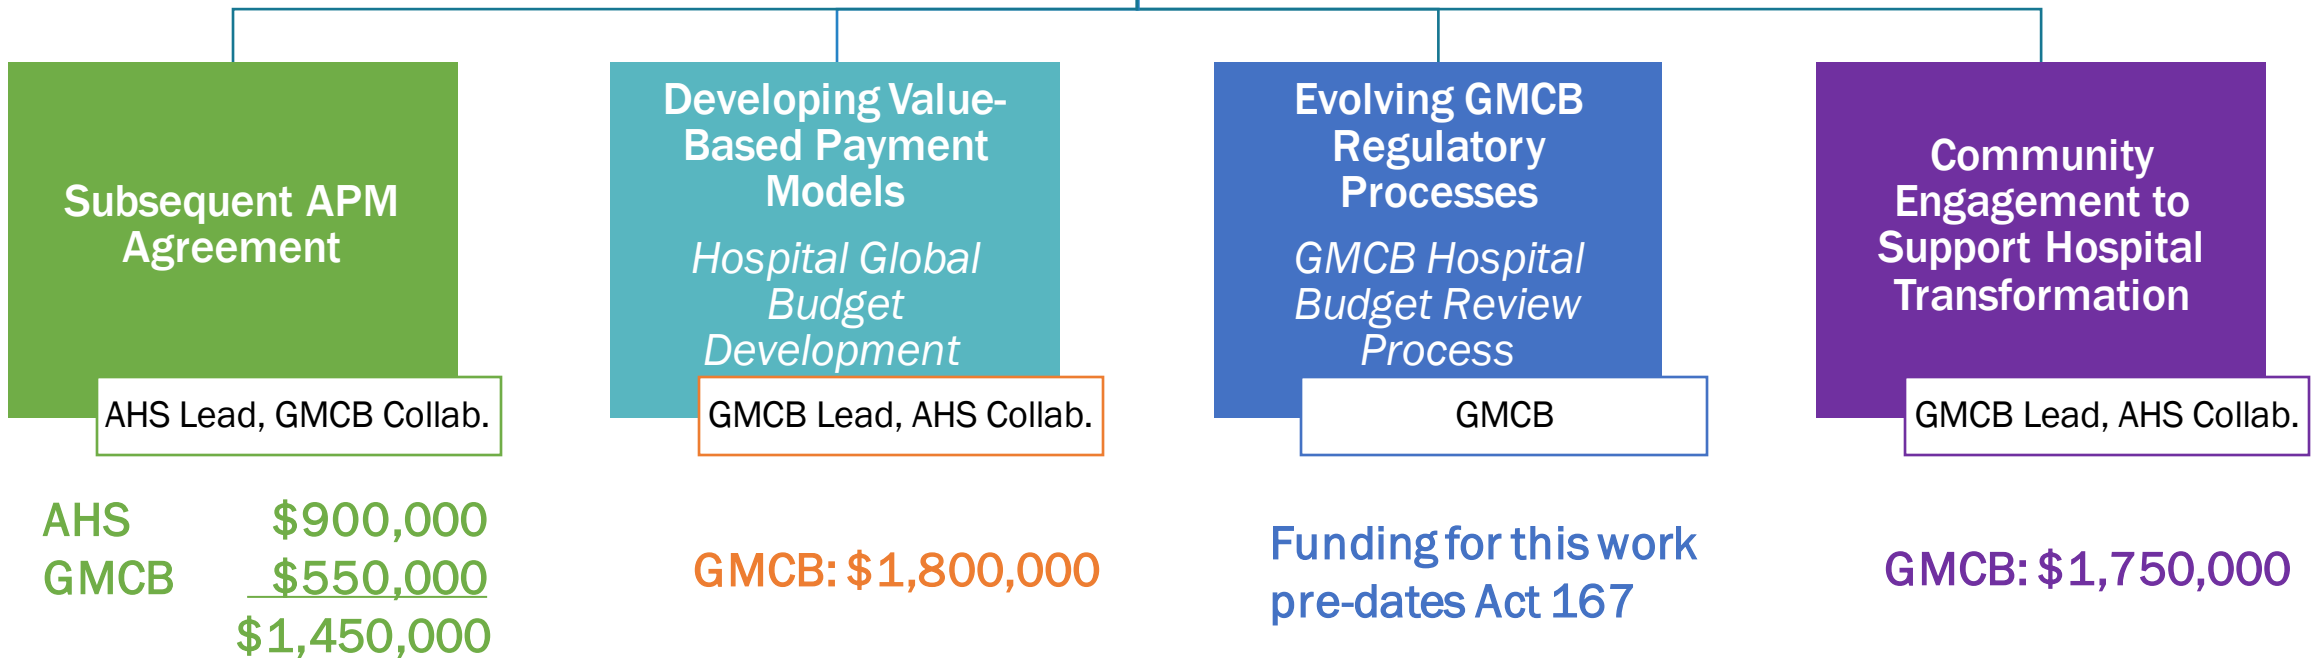 Subsequent APM
Agreement
AHS Lead, GMCB Collab.
AHS $900,000
GMCB $550,000
$1,450,000
Developing Value-
Based Payment
Models
Hospital Global
Budget
Development
GMCB Lead, AHS Collab.
GMCB: $1,800,000
Evolving GMCB
Regulatory
Processes
GMCB Hospital
Budget Review
Process
GMCB
Funding for this work
pre-dates Act 167
Community
Engagement to
Support Hospital
Transformation
GMCB Lead, AHS Collab.
GMCB: $1,750,000